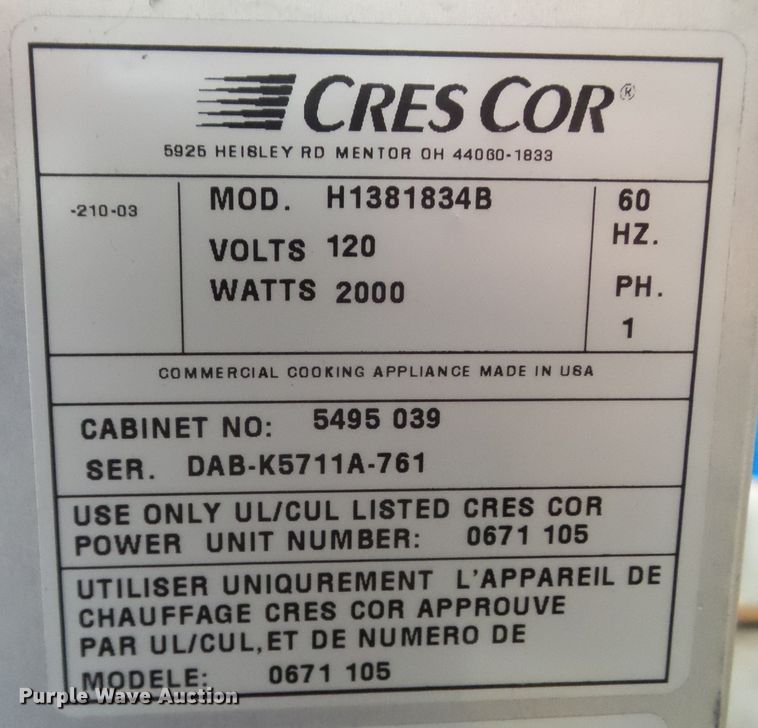 CRES COR®
5925 HEISLEY RD MENTOR OH 44060-1833
-210-03
MOD. H1381834B
VOLTS 120
WATTS 2000
60
HZ.
PH.
1
COMMERCIAL COOKING APPLIANCE MADE IN USA
CABINET NO: 5495 039
SER. DAB-K5711A-761
USE ONLY UL/CUL LISTED CRES COR
POWER UNIT NUMBER: 0671 105
UTILISER UNIQUREMENT L'APPAREIL DE
CHAUFFAGE CRES COR APPROUVE
PAR UL/CUL,ET DE NUMERO DE
MODELE: 0671 105
Purple Wave Auction